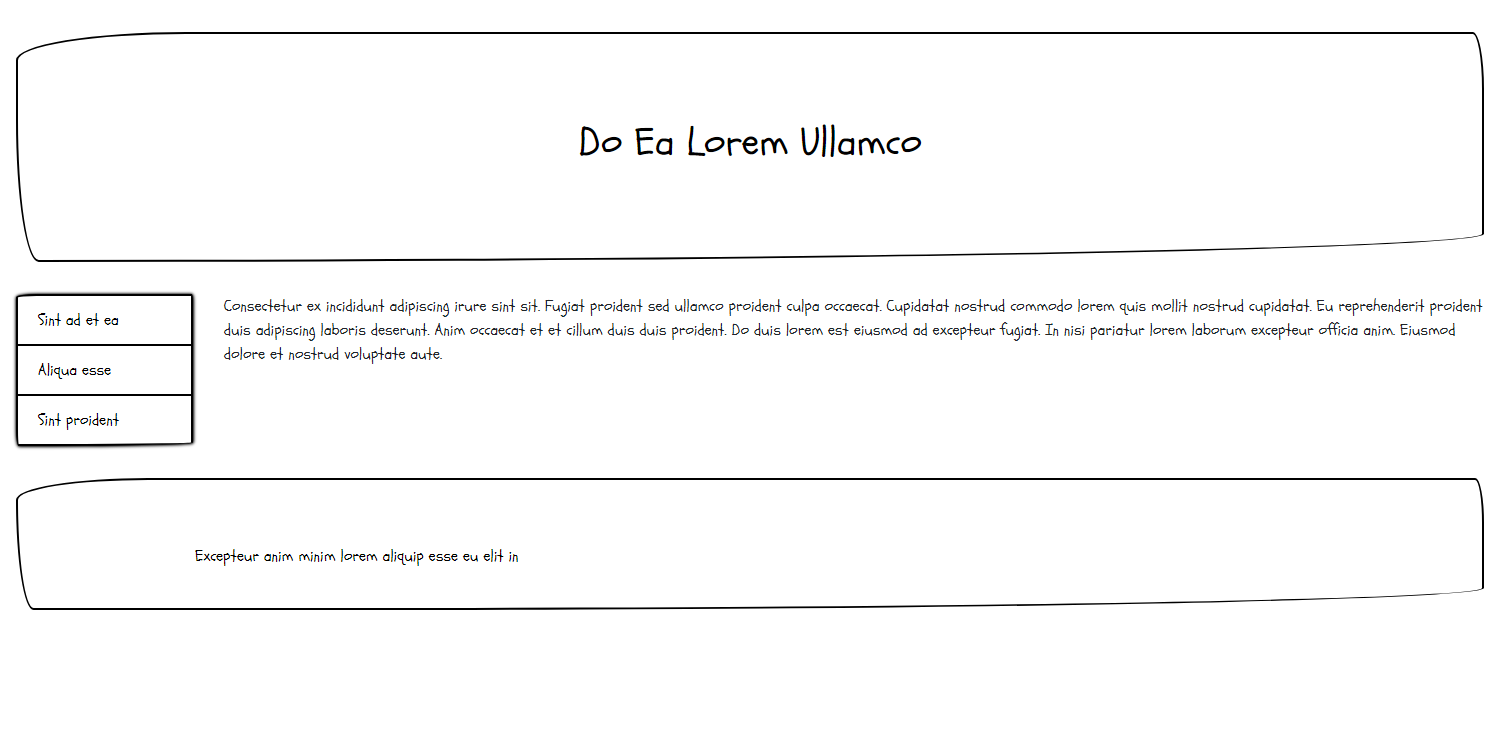 Do Ea Lorem Ullamco
Sint ad et ea
Aliqua esse
Sint proident
Consectetur ex incididunt adipiscing irure sint sit. Fugiat proident sed ullamco proident culpa occaecat. Cupidatat nostrud commodo lorem quis mollit nostrud cupidatat. Eu reprehenderit proident
duis adipiscing laboris deserunt. Anim occaecat et et cillum duis duis proident. Do duis lorem est eiusmod ad excepteur fugiat. In nisi pariatur lorem laborum excepteur officia anim. Eiusmod
dolore et nostrud voluptate aute.
Excepteur anim minim lorem aliquip esse eu elit in